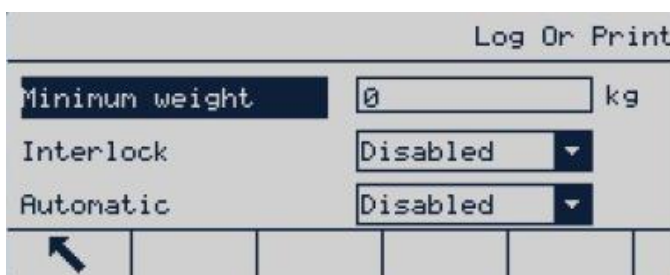 Log Or Print
Minimum weight 0 kg
Interlock Disabled
Automatic Disabled